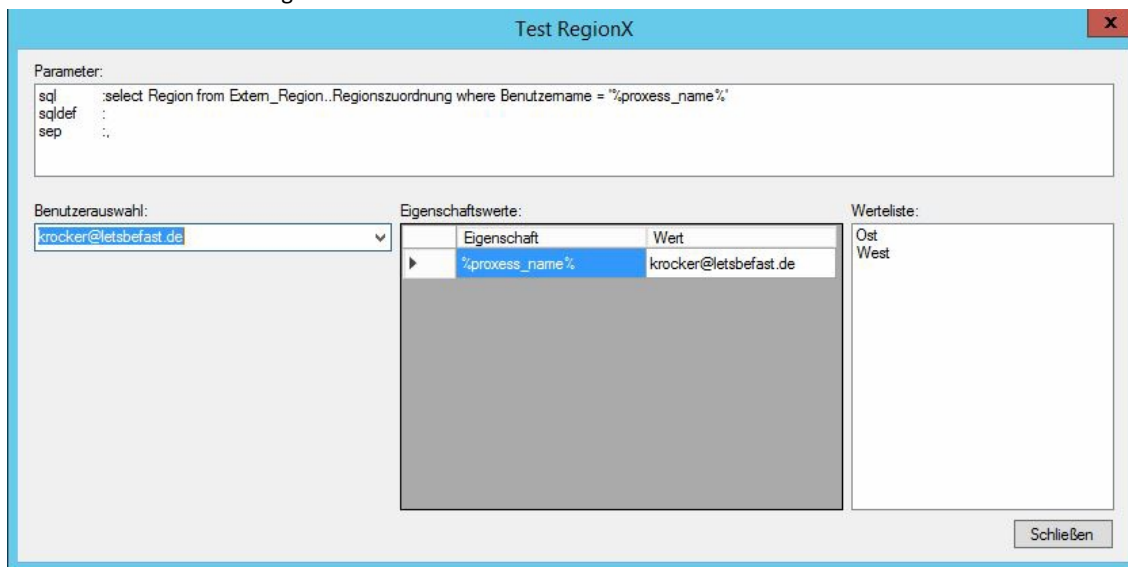 Test RegionX
x
Parameter:
sql :select Region from Extern_Region..Regionszuordnung where Benutzername = '%proxess_name%'
sqldef :
sep :,
Benutzerauswahl:
krocker@letsbefast.de
Eigenschaftswerte:
Eigenschaft Wert
%proxess_name% krocker@letsbefast.de
Werteliste:
Ost
West
Schließen